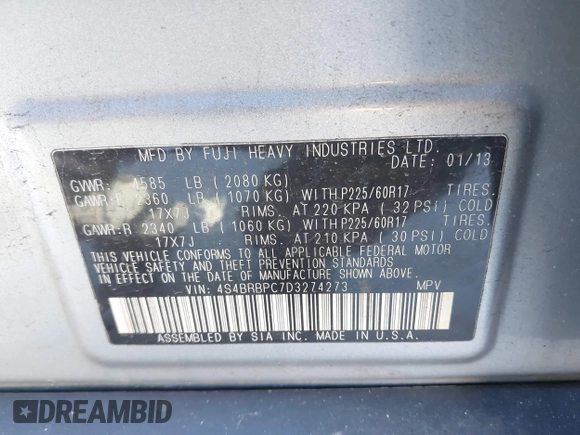 MFD BY FUJI HEAVY INDUSTRIES LTD.
DATE: 01/13
GVWR: 4585 LB (2080 KG)
GAWR:F 2360 LB (1070 KG) WITH P225/60R17 TIRES.
17X7J RIMS. AT 220 KPA (32 PSI) COLD
GAWR:R 2340 LB (1060 KG) WITH P225/60R17 TIRES.
17X7J RIMS. AT 210 KPA (30 PSI) COLD
THIS VEHICLE CONFORMS TO ALL APPLICABLE FEDERAL MOTOR
VEHICLE SAFETY AND THEFT PREVENTION STANDARDS
IN EFFECT ON THE DATE OF MANUFACTURE SHOWN ABOVE.
VIN: 4S4BRBPC7D3274273 MPV
ASSEMBLED BY SIA INC. MADE IN U.S.A.
DREAMBID